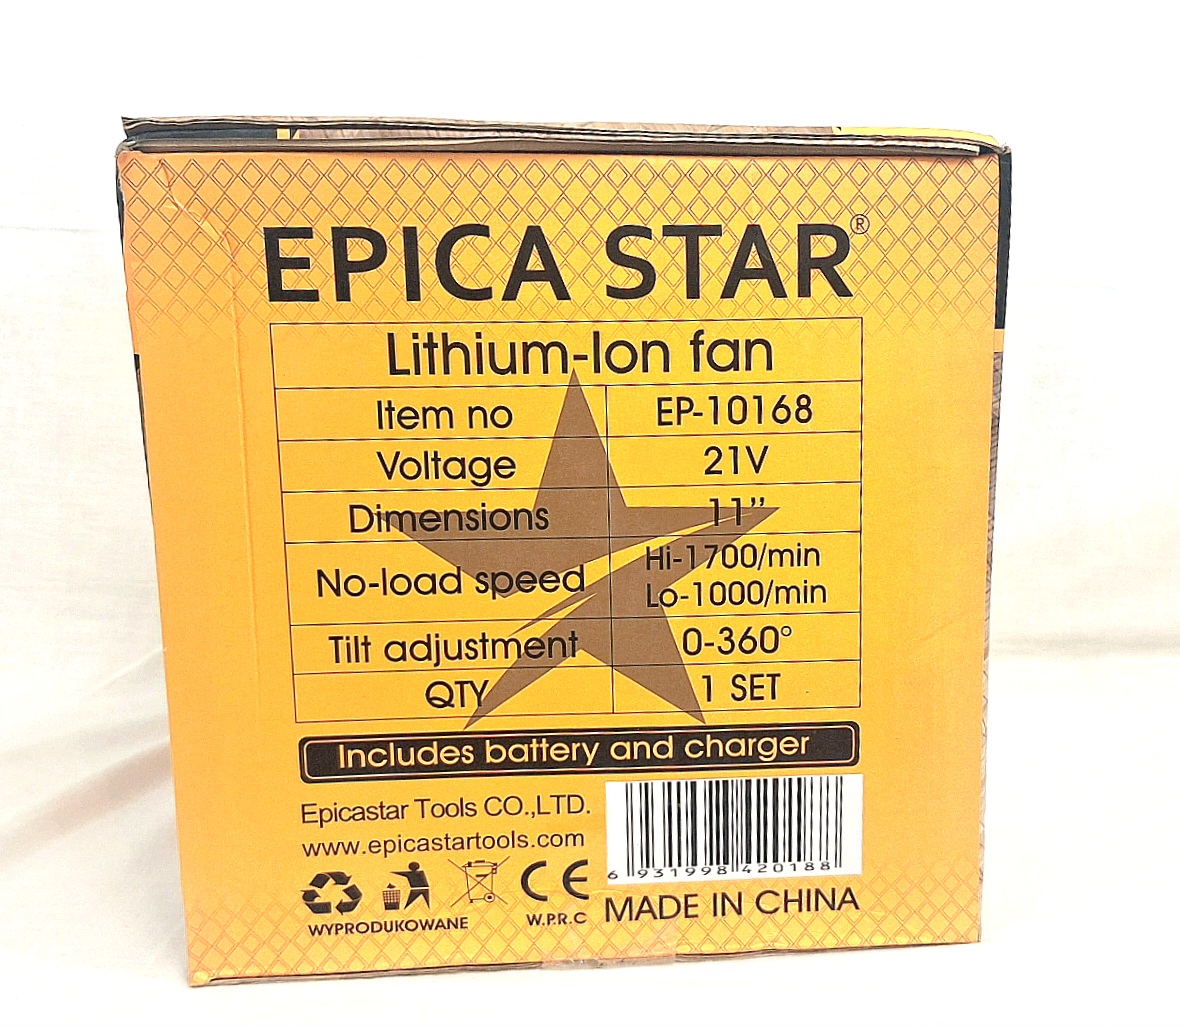 EPICA STAR®
Lithium-Ion fan
Item no EP-10168
Voltage 21V
Dimensions 11’’
No-load speed Hi-1700/min
Lo-1000/min
Tilt adjustment 0-360°
QTY 1 SET
Includes battery and charger
Epicastar Tools CO.,LTD.
www.epicastartools.com
6 931998 420188
CE
WYPRODUKOWANE W.P.R.C MADE IN CHINA